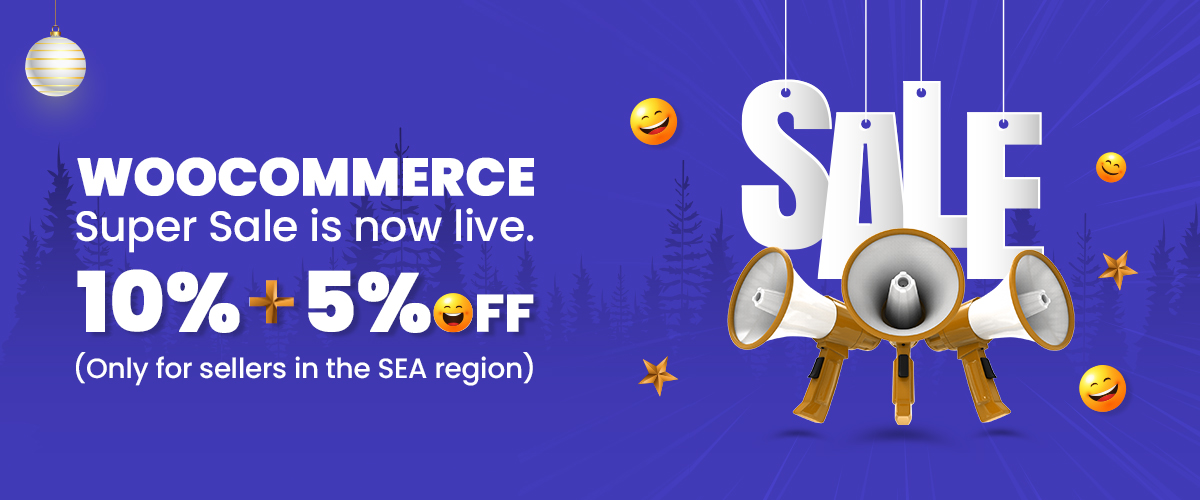 WOOCOMMERCE
Super Sale is now live.
10% + 5% OFF
(Only for sellers in the SEA region)
SALE